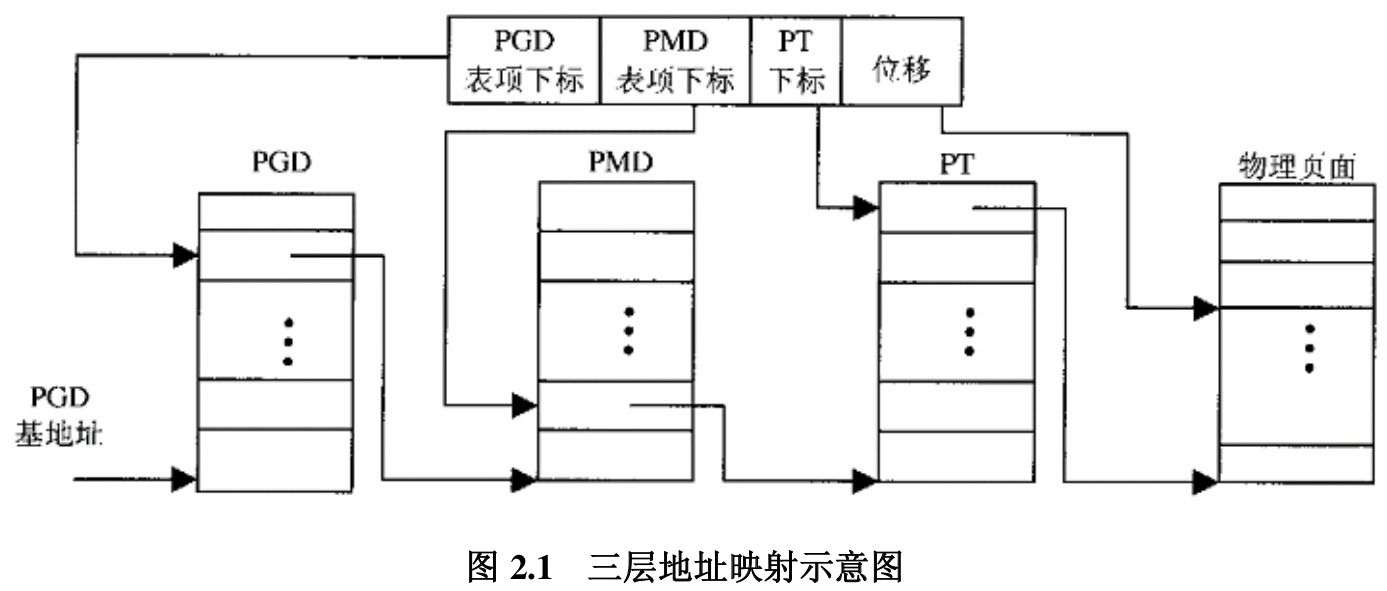 PGD
表项下标
PMD
表项下标
PT
下标
位移
PGD
PMD
PT
物理页面
PGD
基地址
图 2.1 三层地址映射示意图